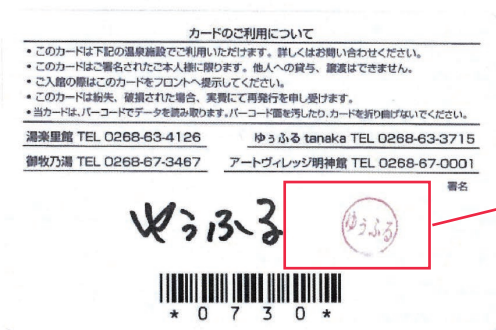 カードのご利用について
• このカードは下記の温泉施設でご利用いただけます。詳しくはお問い合わせください。
• このカードはご署名されたご本人様に限ります。他人への貸与、譲渡はできません。
• ご入館の際はこのカードをフロントへ提示してください。
• このカードは紛失、破損された場合、実費にて再発行を申し受けます。
• 当カードは、バーコードでデータを読み取ります。バーコード面を汚したり、カードを折り曲げないでください。
湯楽里館 TEL 0268-63-4126 ゆぅふる tanaka TEL 0268-63-3715
御牧乃湯 TEL 0268-67-3467 アートヴィレッジ明神館 TEL 0268-67-0001
署名
ゆぅふる ゆうふる
* 0 7 3 0 *